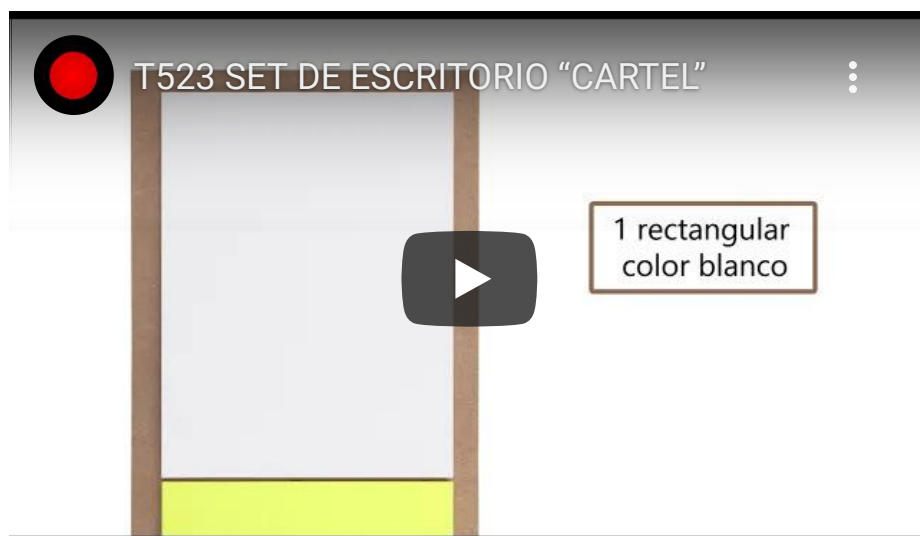 T523 SET DE ESCRITORIO “CARTEL”
1 rectangular
color blanco